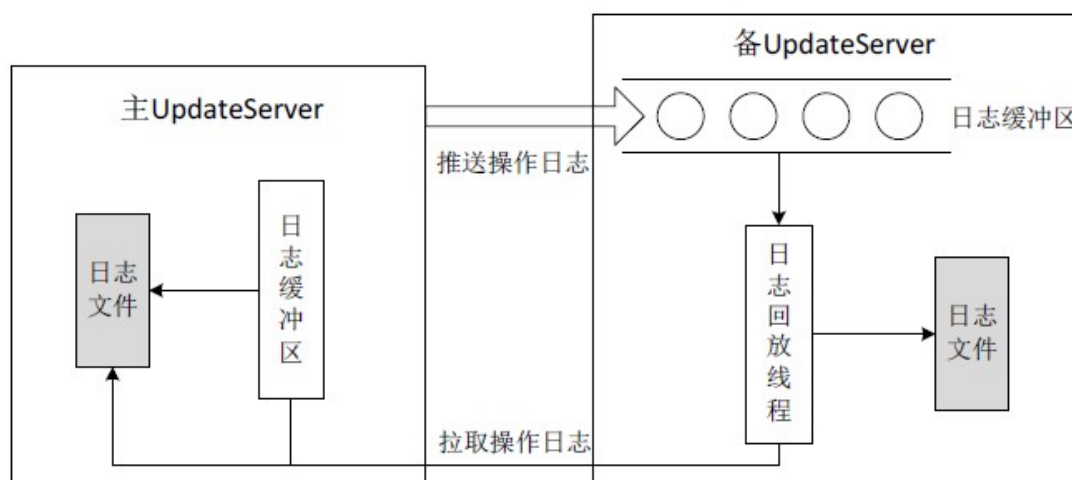 备UpdateServer
主UpdateServer
日志缓冲区
推送操作日志
日志缓冲区
日志
文件
日志回放线程
日志
文件
拉取操作日志